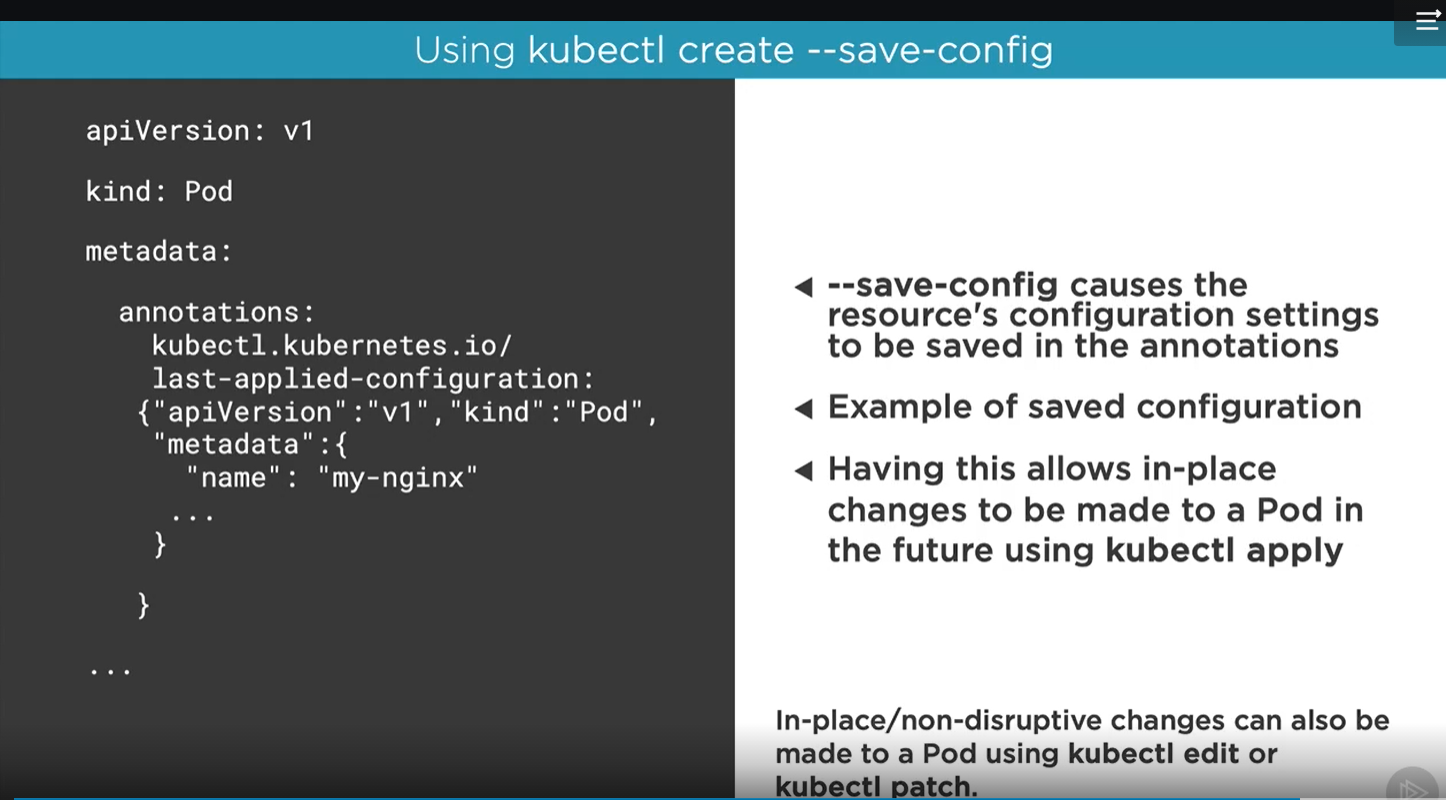 Using kubectl create --save-config
apiVersion: v1
kind: Pod
metadata:
annotations:
kubectl.kubernetes.io/
last-applied-configuration:
{"apiVersion":"v1","kind":"Pod",
"metadata":{
"name": "my-nginx"
...
}
}
...
◀ --save-config causes the
resource's configuration settings
to be saved in the annotations
◀ Example of saved configuration
◀ Having this allows in-place
changes to be made to a Pod in
the future using kubectl apply
In-place/non-disruptive changes can also be
made to a Pod using kubectl edit or
kubectl patch.